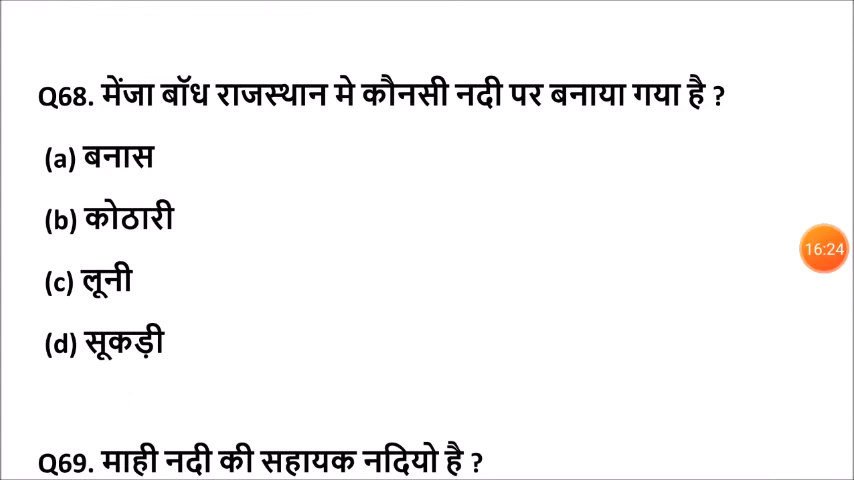 Q68. मेंजा बॉध राजस्थान मे कौनसी नदी पर बनाया गया है ?
(a) बनास
(b) कोठारी
16:24
(c) लूनी
(d) सूकड़ी
Q69. माही नदी की सहायक नदियो है ?